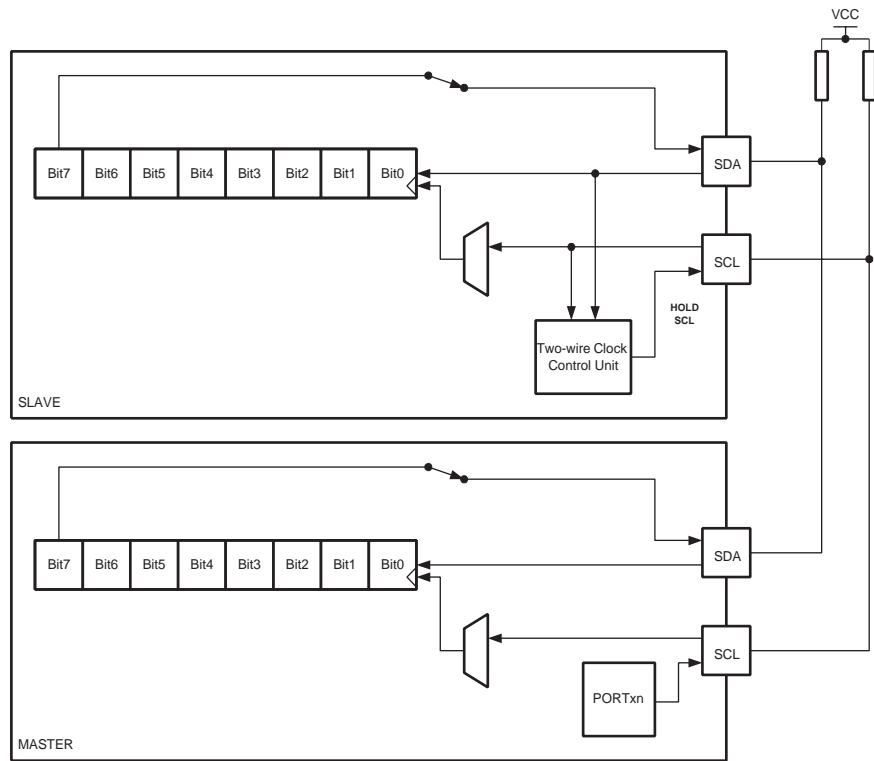 VCC
Bit7 Bit6 Bit5 Bit4 Bit3 Bit2 Bit1 Bit0
SDA
SCL
HOLD
SCL
Two-wire Clock
Control Unit
SLAVE
Bit7 Bit6 Bit5 Bit4 Bit3 Bit2 Bit1 Bit0
SDA
SCL
PORTxn
MASTER